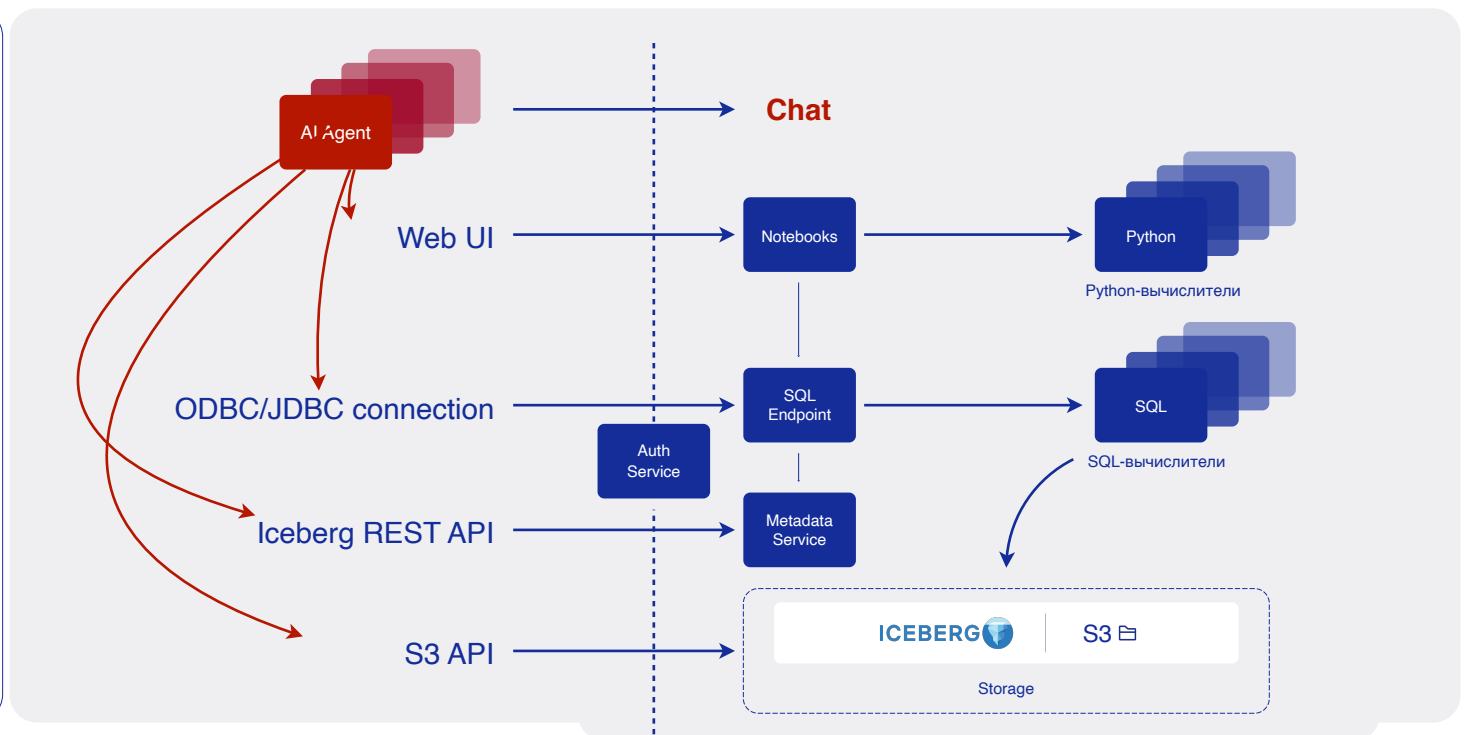 AI Agent
Chat
Web UI
Notebooks
Python
Python-вычислители
ODBC/JDBC connection
SQL
Endpoint
SQL
SQL-вычислители
Auth
Service
Iceberg REST API
Metadata
Service
S3 API
ICEBERG
S3
Storage